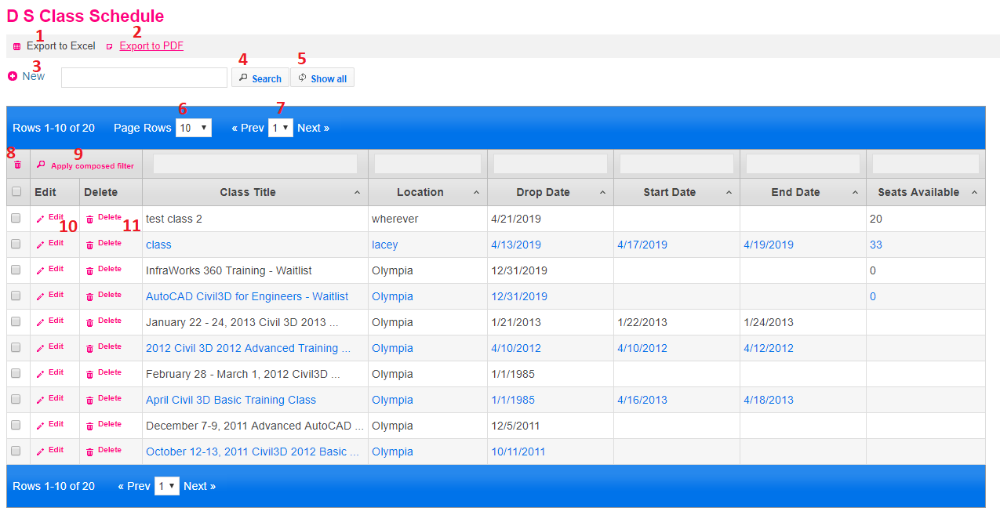 D S Class Schedule
1 2
Export to Excel Export to PDF
3 4 5
New Search Show all
6 7
Rows 1-10 of 20 Page Rows 10 ▼ « Prev 1 ▼ Next »
8 9
Apply composed filter
Edit Delete Class Title Location Drop Date Start Date End Date Seats Available
Edit Delete test class 2 wherever 4/21/2019 20
10 11
Edit Delete class lacey 4/13/2019 4/17/2019 4/19/2019 33
Edit Delete InfraWorks 360 Training - Waitlist Olympia 12/31/2019 0
Edit Delete AutoCAD Civil3D for Engineers - Waitlist Olympia 12/31/2019 0
Edit Delete January 22 - 24, 2013 Civil 3D 2013 ... Olympia 1/21/2013 1/22/2013 1/24/2013
Edit Delete 2012 Civil 3D 2012 Advanced Training ... Olympia 4/10/2012 4/10/2012 4/12/2012
Edit Delete February 28 - March 1, 2012 Civil3D ... Olympia 1/1/1985
Edit Delete April Civil 3D Basic Training Class Olympia 1/1/1985 4/16/2013 4/18/2013
Edit Delete December 7-9, 2011 Advanced AutoCAD ... Olympia 12/5/2011
Edit Delete October 12-13, 2011 Civil3D 2012 Basic ... Olympia 10/11/2011
Rows 1-10 of 20 « Prev 1 ▼ Next »